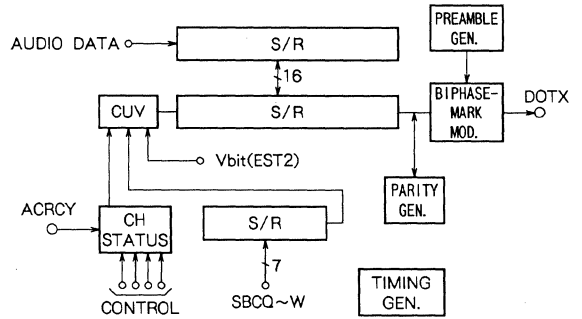 PREAMBLE
GEN.
AUDIO DATA
S/R
16
CUV
S/R
BIPHASE-
MARK
MOD.
DOTX
Vbit(EST2)
PARITY
GEN.
ACRCY
CH
STATUS
S/R
7
CONTROL
SBCQ~W
TIMING
GEN.